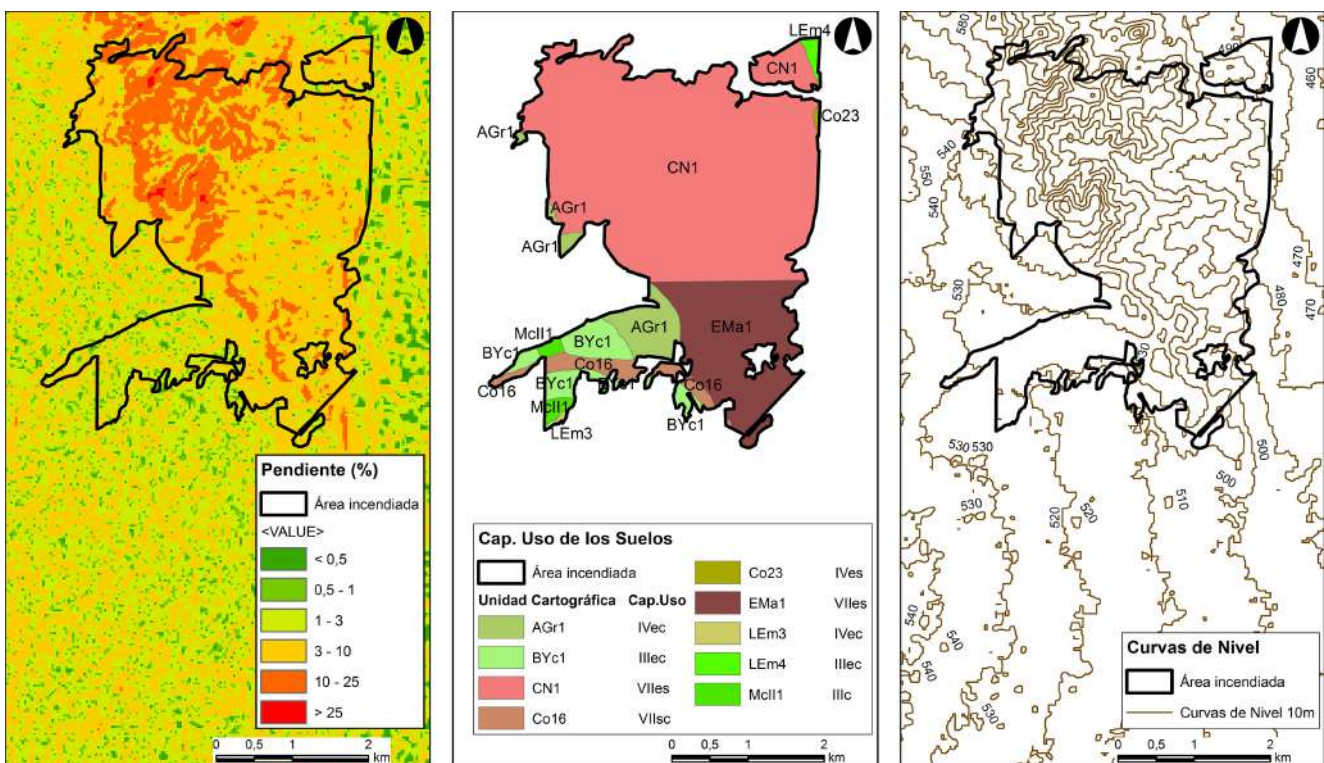 Pendiente (%)
Área incendiada
<VALUE>
< 0,5
0,5 - 1
1 - 3
3 - 10
10 - 25
> 25
0 0,5 1 2
km
LEm4
CN1
Co23
AGr1
CN1
AGr1
AGr1
AGr1
EMa1
McII1
BYc1
BYc1
Co16
Co16
BYc1
Co16
McII1
BYc1
LEm3
Cap. Uso de los Suelos
Área incendiada
Unidad Cartográfica Cap.Uso
AGr1 IVec
BYc1 IIIec
CN1 VIIes
Co16 VIIsc
Co23 IVes
EMa1 VIIes
LEm3 IVec
LEm4 IIIec
McII1 IIIc
0 0,5 1 2
km
580
490
460
560
540
550
540
470
530
480
470
530
530
530
500
530
520
520
510
500
540
540
540
530
Curvas de Nivel
Área incendiada
Curvas de Nivel 10m
0 0,5 1 2
km